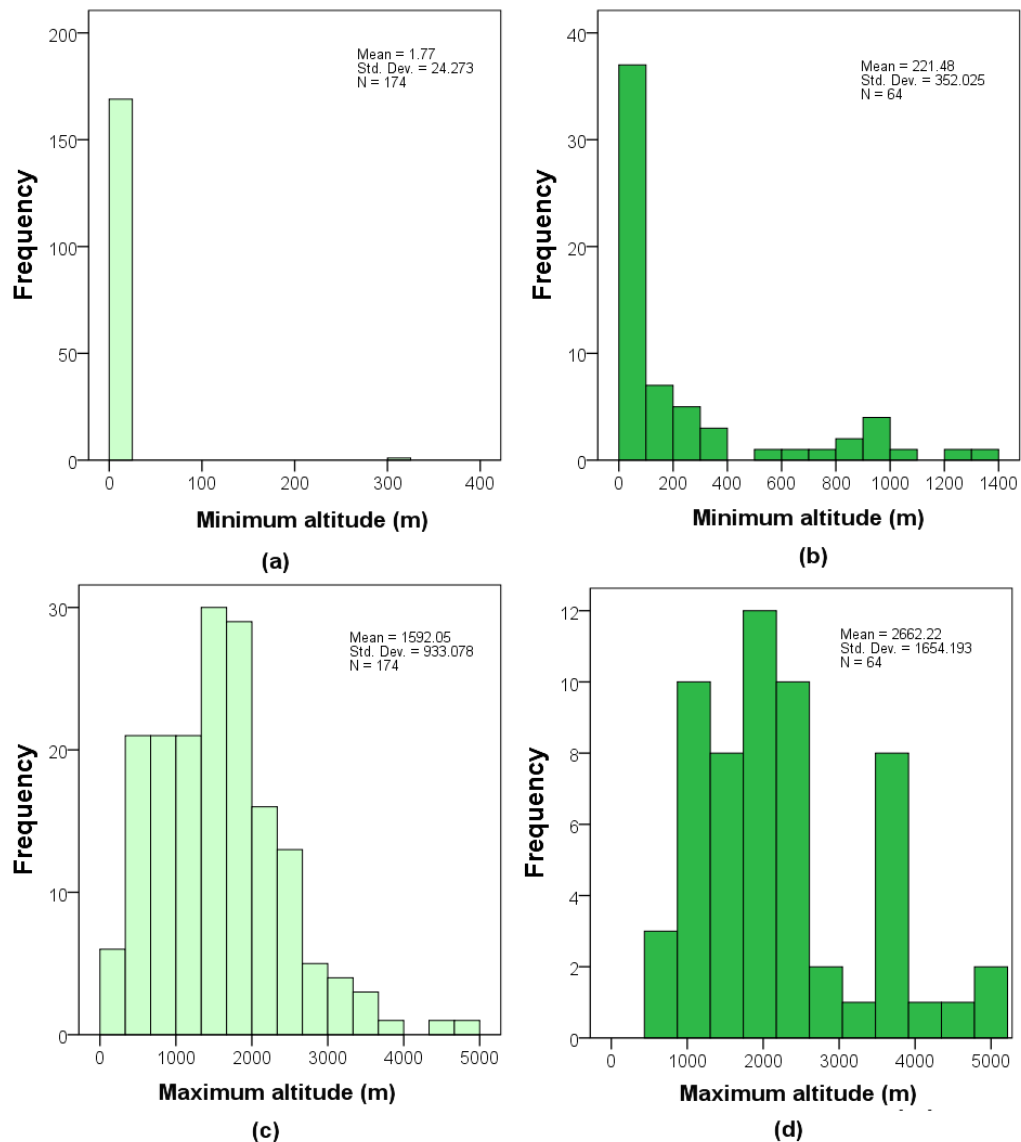 200
150
100
50
0
Frequency
Mean = 1.77
Std. Dev. = 24.273
N = 174
0 100 200 300 400
Minimum altitude (m)
(a)
40
30
20
10
0
Frequency
Mean = 221.48
Std. Dev. = 352.025
N = 64
0 200 400 600 800 1000 1200 1400
Minimum altitude (m)
(b)
30
20
10
0
Frequency
Mean = 1592.05
Std. Dev. = 933.078
N = 174
0 1000 2000 3000 4000 5000
Maximum altitude (m)
(c)
12
10
8
6
4
2
0
Frequency
Mean = 2662.22
Std. Dev. = 1654.193
N = 64
0 1000 2000 3000 4000 5000
Maximum altitude (m)
(d)